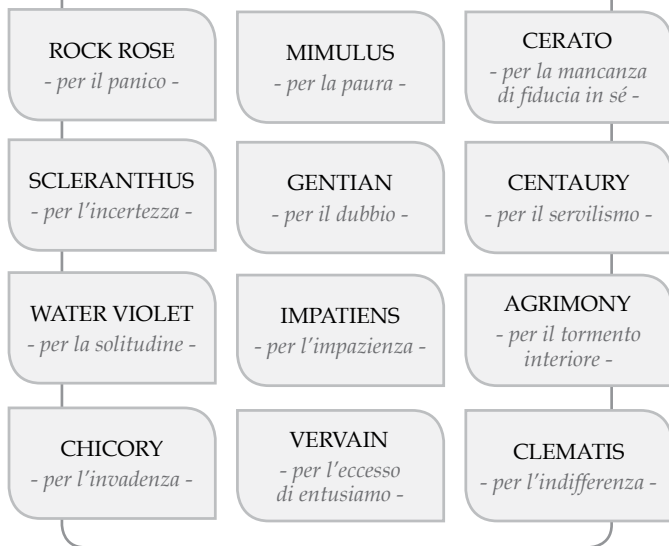 ROCK ROSE
- per il panico -
MIMULUS
- per la paura -
CERATO
- per la mancanza
di fiducia in sé -
SCLERANTHUS
- per l'incertezza -
GENTIAN
- per il dubbio -
CENTAURY
- per il servilismo -
WATER VIOLET
- per la solitudine -
IMPATIENS
- per l'impazienza -
AGRIMONY
- per il tormento
interiore -
CHICORY
- per l'invadenza -
VERVAIN
- per l'eccesso
di entusiamo -
CLEMATIS
- per l'indifferenza -